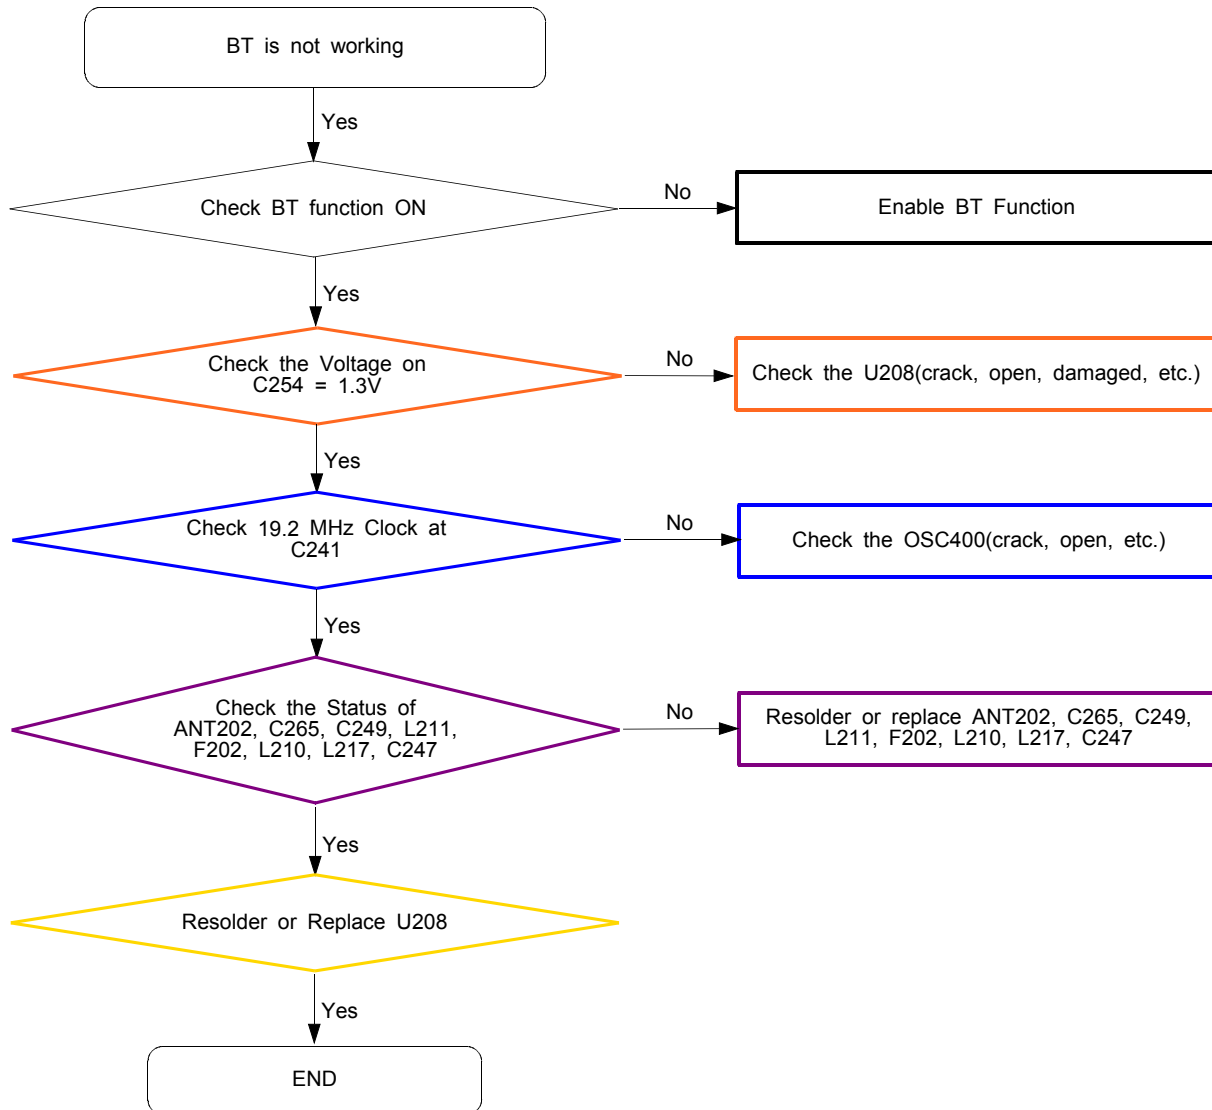 BT is not working
Yes
Check BT function ON
No
Enable BT Function
Yes
Check the Voltage on
C254 = 1.3V
No
Check the U208(crack, open, damaged, etc.)
Yes
Check 19.2 MHz Clock at
C241
No
Check the OSC400(crack, open, etc.)
Yes
Check the Status of
ANT202, C265, C249, L211,
F202, L210, L217, C247
No
Resolder or replace ANT202, C265, C249,
L211, F202, L210, L217, C247
Yes
Resolder or Replace U208
Yes
END